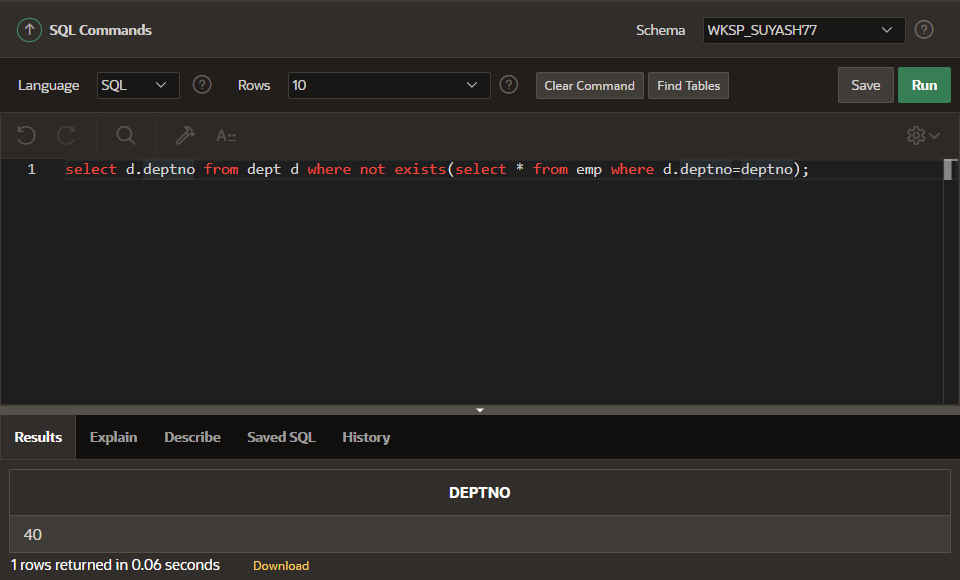 SQL Commands Schema WKSP_SUYASH77 ?
Language SQL ? Rows 10 ? Clear Command Find Tables Save Run
A::
1 select d.deptno from dept d where not exists(select * from emp where d.deptno=deptno);
Results Explain Describe Saved SQL History
DEPTNO
40
1 rows returned in 0.06 seconds Download